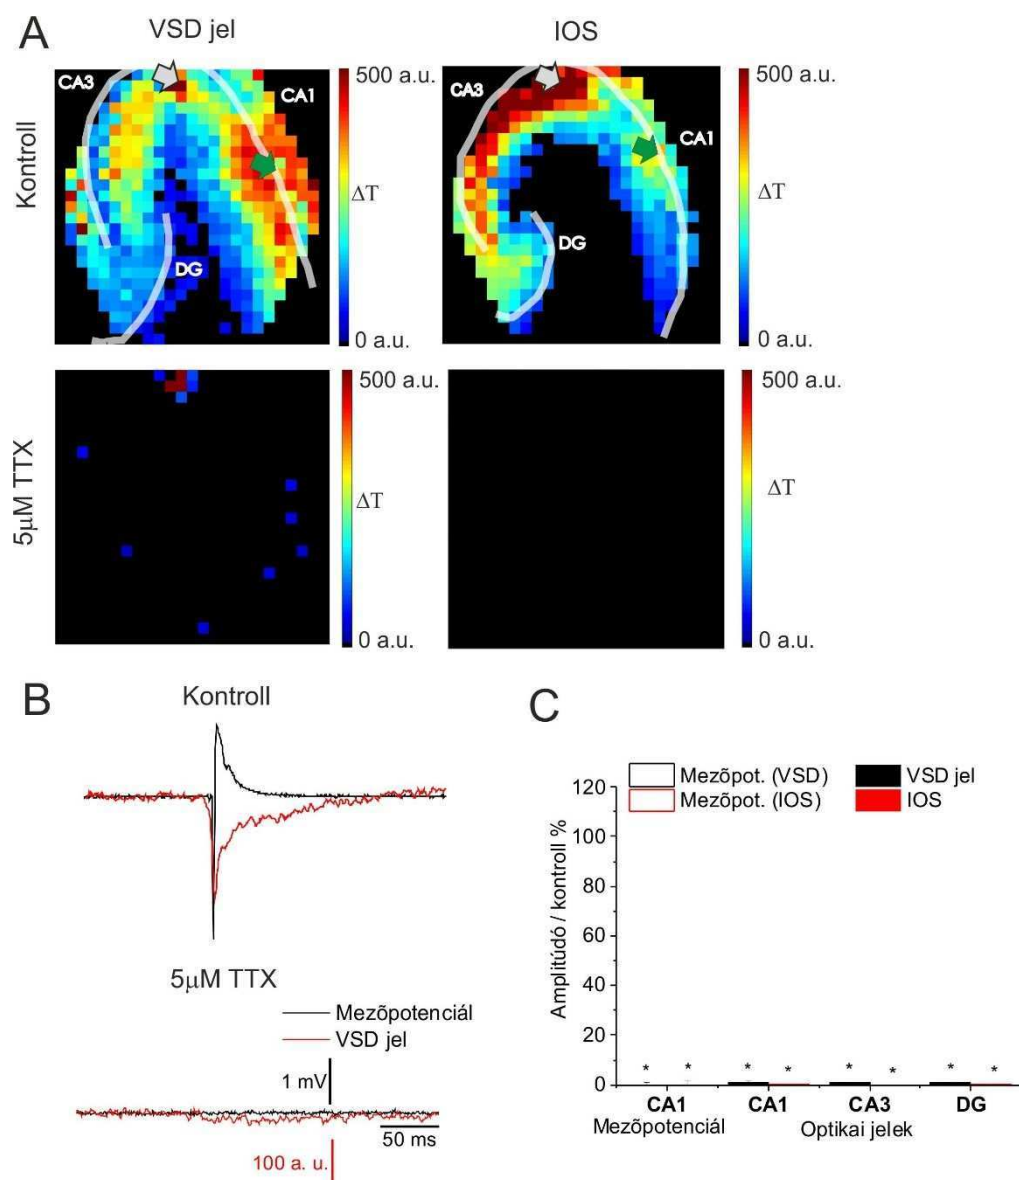 A
VSD jel
IOS
Kontroll
CA3
CA1
DG
500 a.u.
ΔT
0 a.u.
CA3
CA1
DG
500 a.u.
ΔT
0 a.u.
5μM TTX
500 a.u.
ΔT
0 a.u.
500 a.u.
ΔT
0 a.u.
B
Kontroll
5μM TTX
Mezõpotenciál
VSD jel
1 mV
50 ms
100 a. u.
C
Mezõpot. (VSD)
VSD jel
Mezõpot. (IOS)
IOS
Amplitúdó / kontroll %
120
100
80
60
40
20
0
* * * * * * * *
CA1 CA1 CA3 DG
Mezõpotenciál Optikai jelek